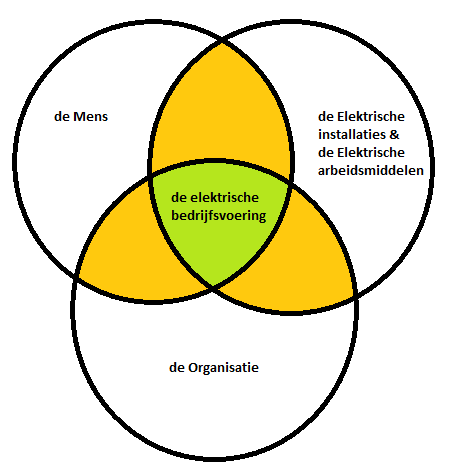 de Mens
de Elektrische
installaties &
de Elektrische
arbeidsmiddelen
de elektrische
bedrijfsvoering
de Organisatie